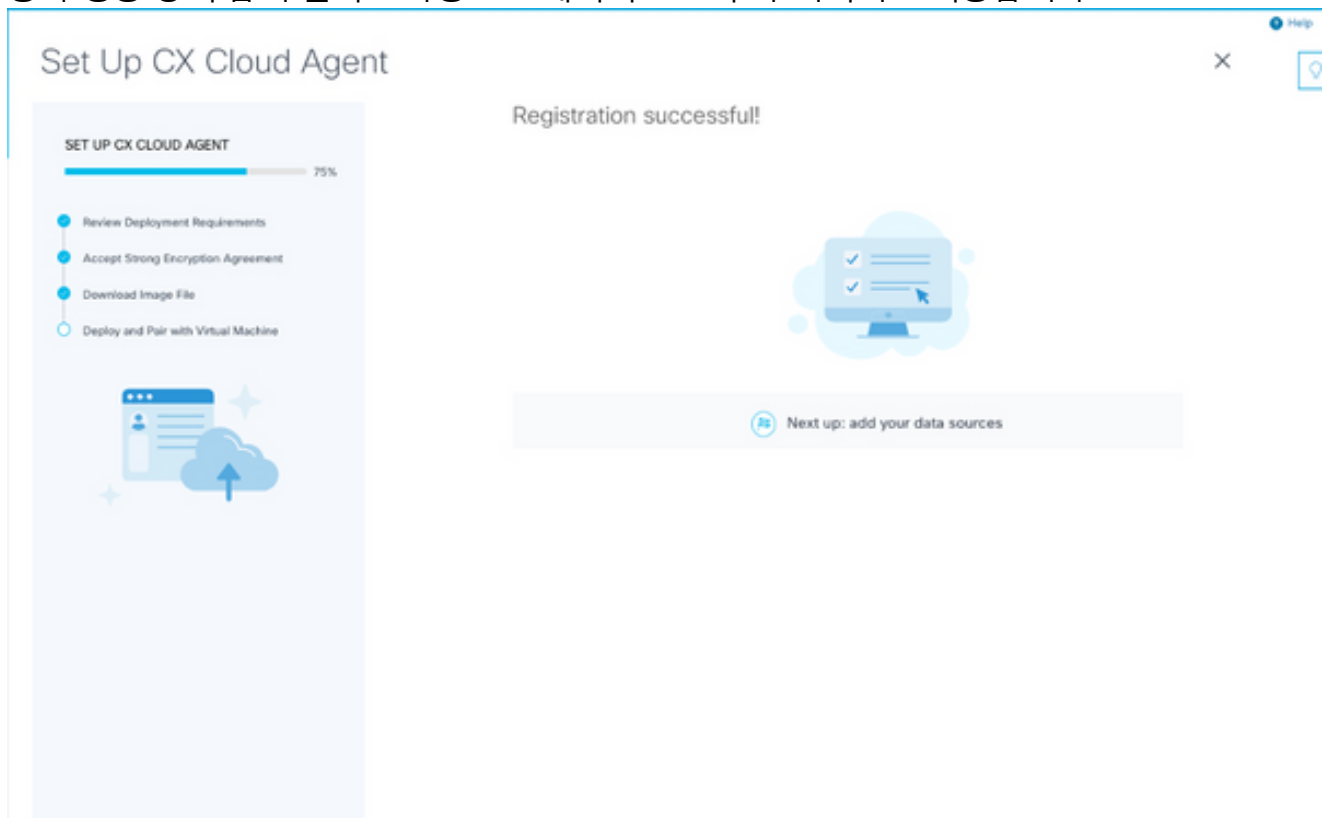 Help
Set Up CX Cloud Agent
SET UP CX CLOUD AGENT
75%
Review Deployment Requirements
Accept Strong Encryption Agreement
Download Image File
Deploy and Pair with Virtual Machine
Registration successful!
Next up: add your data sources